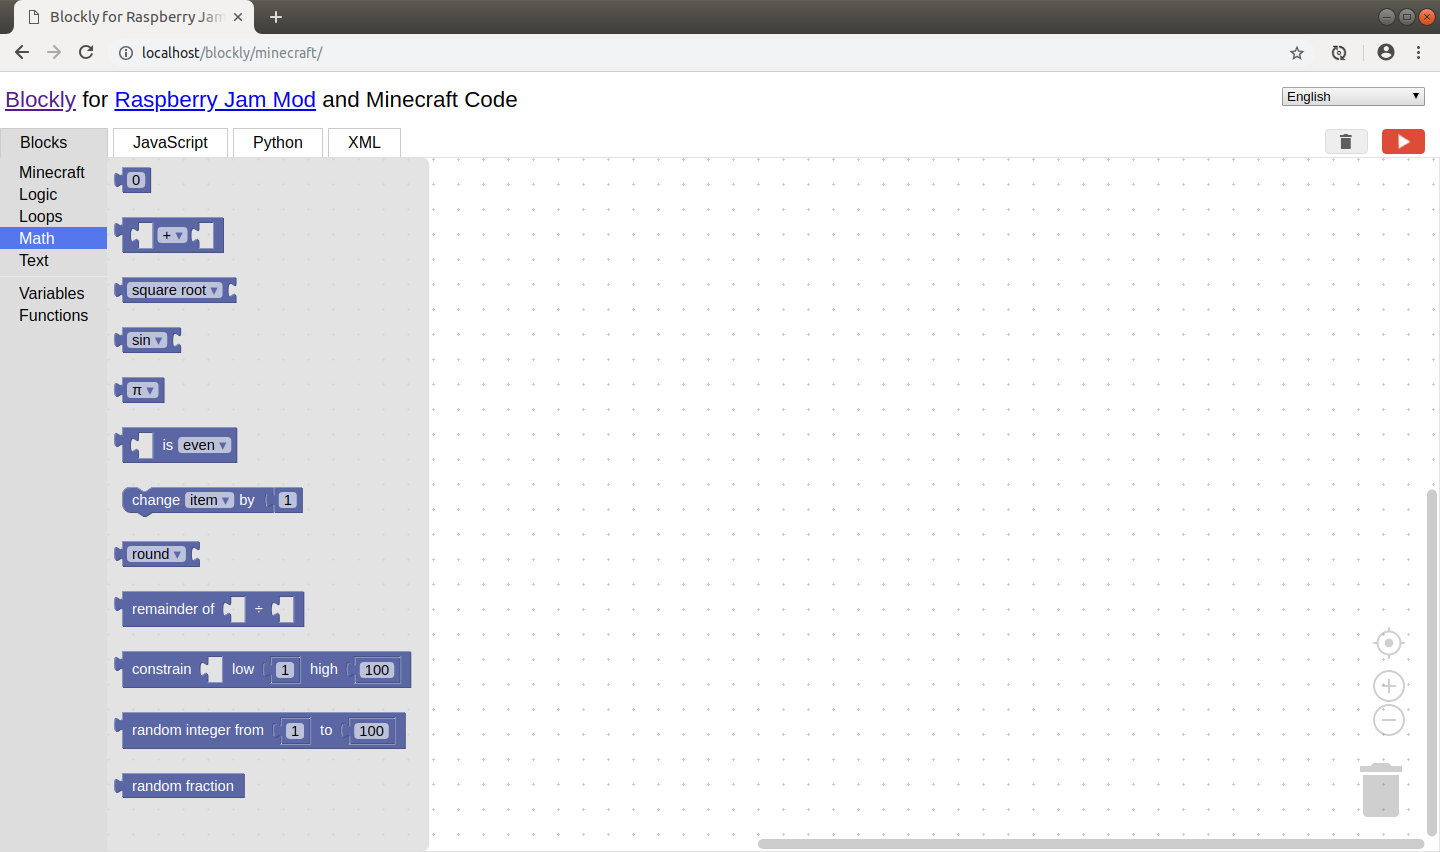 Blockly for Raspberry Jam
localhost/blockly/minecraft/
Blockly for Raspberry Jam Mod and Minecraft Code
English
Blocks
JavaScript
Python
XML
Minecraft
Logic
Loops
Math
Text
Variables
Functions
0
+
square root
sin
π
is even
change item by 1
round
remainder of ÷
constrain low 1 high 100
random integer from 1 to 100
random fraction